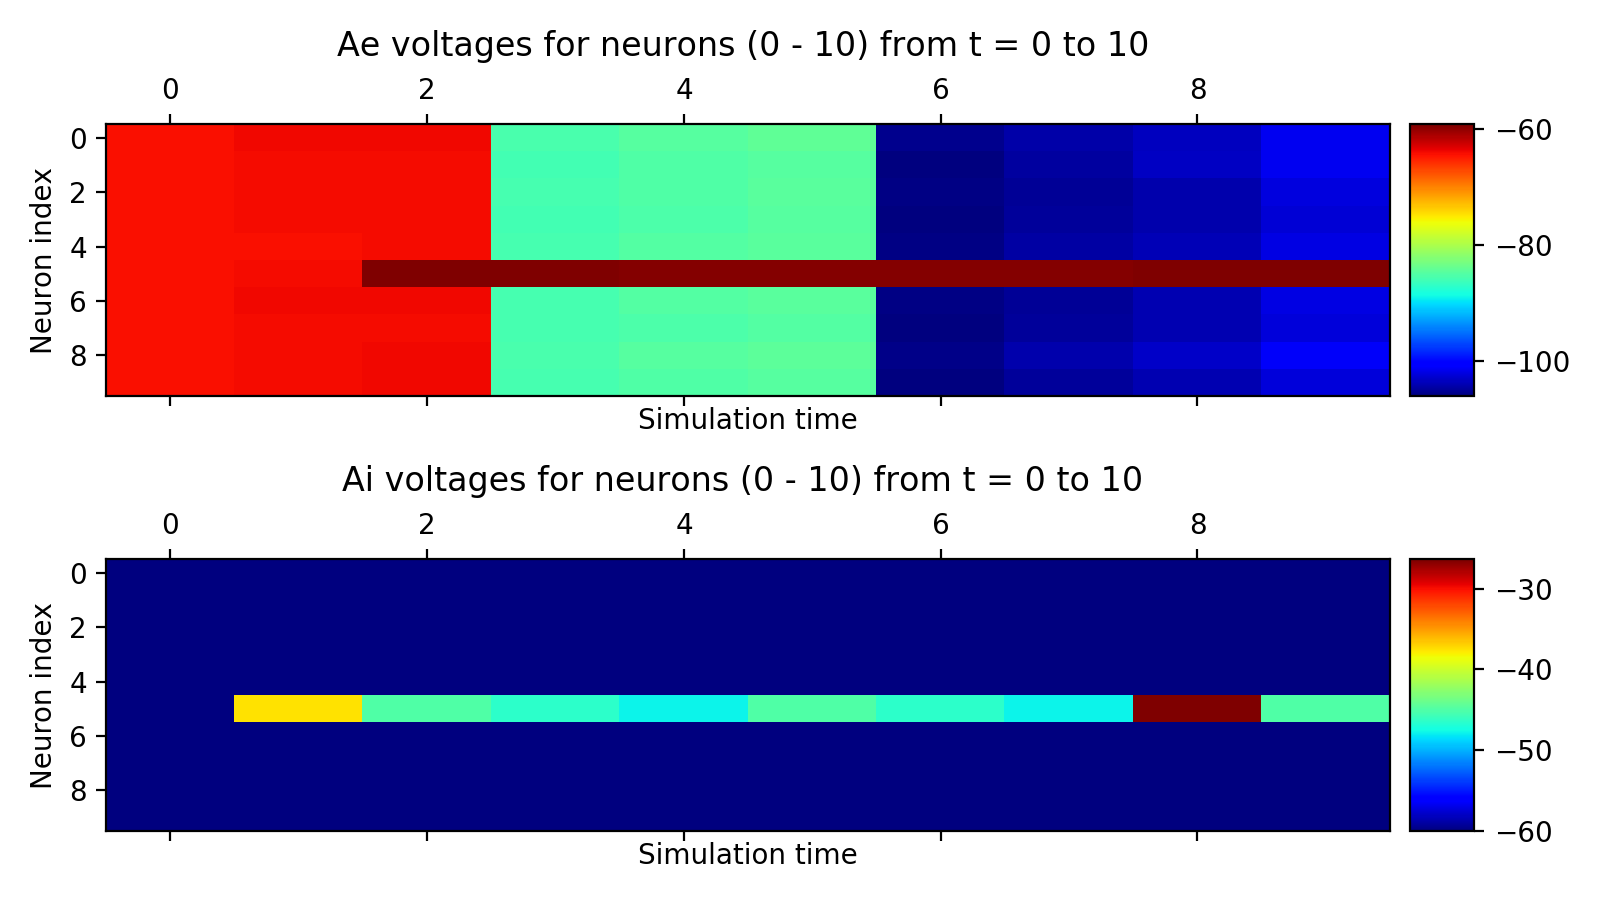 Ae voltages for neurons (0 - 10) from t = 0 to 10
0 2 4 6 8
Neuron index
0
2
4
6
8
−60
−80
−100
Simulation time
Ai voltages for neurons (0 - 10) from t = 0 to 10
0 2 4 6 8
Neuron index
0
2
4
6
8
−30
−40
−50
−60
Simulation time